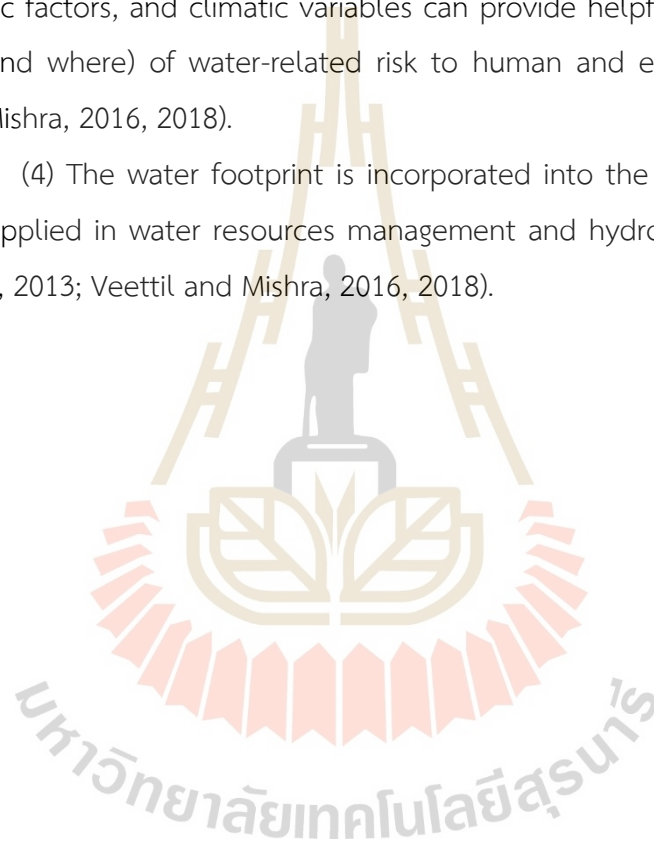 c factors, and climatic variables can provide helpf
nd where) of water-related risk to human and e
ishra, 2016, 2018).
(4) The water footprint is incorporated into the
pplied in water resources management and hydro
, 2013; Veettil and Mishra, 2016, 2018).
มหาวิทยาลัยเทคโนโลยีสุรนารี